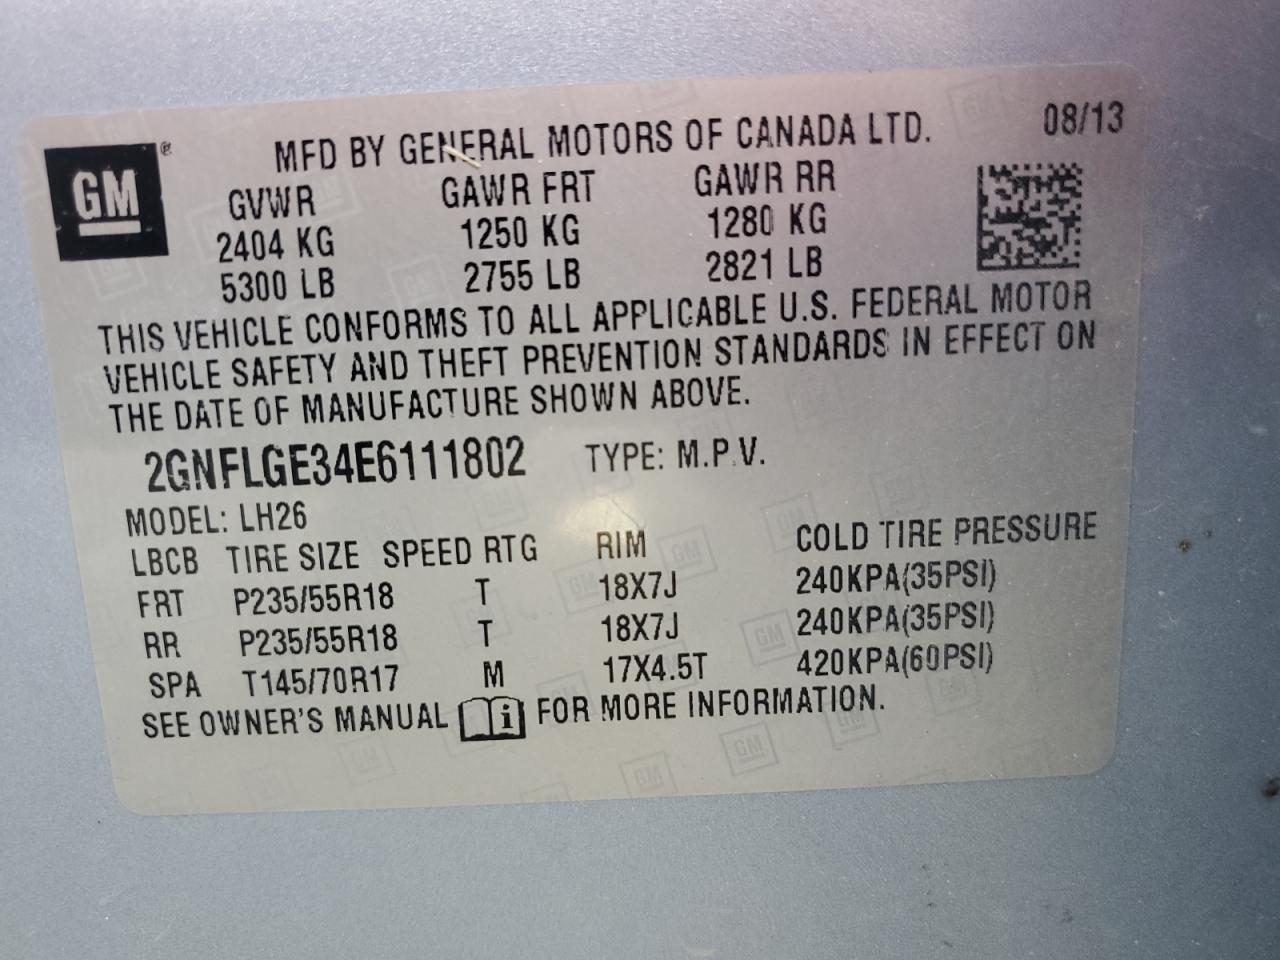 GM® MFD BY GENERAL MOTORS OF CANADA LTD. 08/13
GVWR GAWR FRT GAWR RR
2404 KG 1250 KG 1280 KG
5300 LB 2755 LB 2821 LB
THIS VEHICLE CONFORMS TO ALL APPLICABLE U.S. FEDERAL MOTOR
VEHICLE SAFETY AND THEFT PREVENTION STANDARDS IN EFFECT ON
THE DATE OF MANUFACTURE SHOWN ABOVE.
2GNFLGE34E6111802 TYPE: M.P.V.
MODEL: LH26
LBCB TIRE SIZE SPEED RTG RIM COLD TIRE PRESSURE
FRT P235/55R18 T 18X7J 240KPA(35PSI)
RR P235/55R18 T 18X7J 240KPA(35PSI)
SPA T145/70R17 M 17X4.5T 420KPA(60PSI)
SEE OWNER'S MANUAL i FOR MORE INFORMATION.